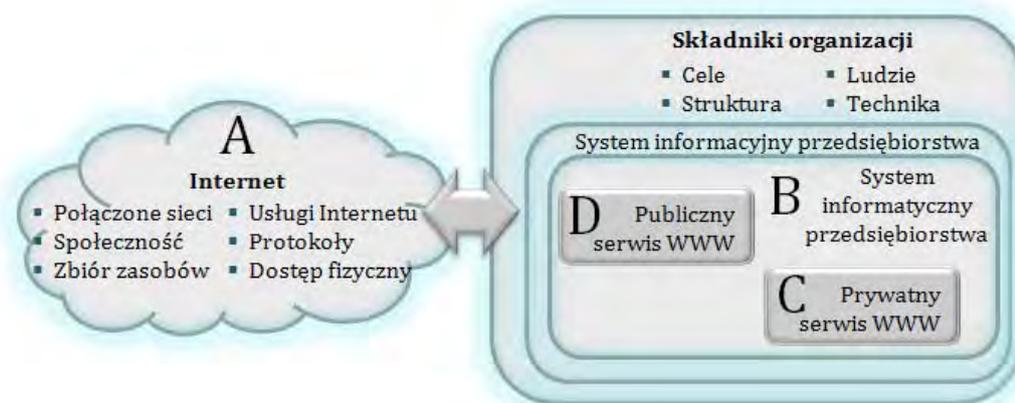 A
Internet
▪ Połączone sieci ▪ Usługi Internetu
▪ Społeczność ▪ Protokoły
▪ Zbiór zasobów ▪ Dostęp fizyczny
Składniki organizacji
▪ Cele ▪ Ludzie
▪ Struktura ▪ Technika
System informacyjny przedsiębiorstwa
D Publiczny
serwis WWW
B System
informatyczny
przedsiębiorstwa
C Prywatny
serwis WWW